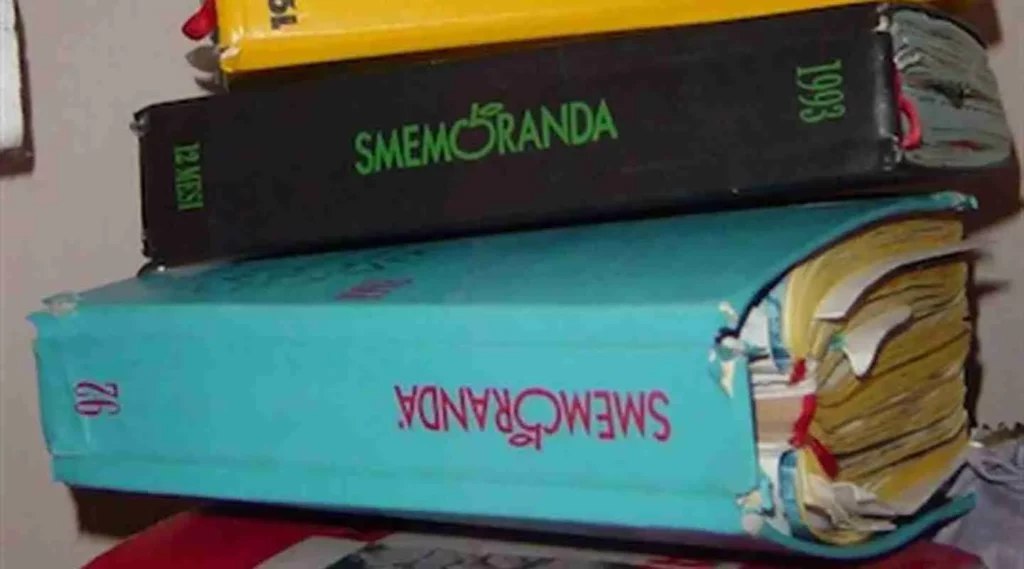 12 MESI
SMEMORANDA
1993
SMEMORANDA
92